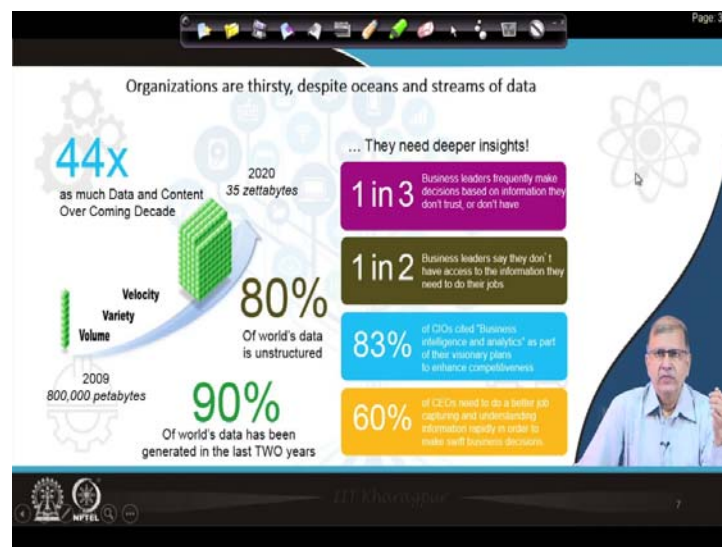 Page: 3
Organizations are thirsty, despite oceans and streams of data
44x
as much Data and Content
Over Coming Decade
2020
35 zettabytes
Velocity
Variety
Volume
2009
800,000 petabytes
80%
Of world's data
is unstructured
90%
Of world's data has been
generated in the last TWO years
... They need deeper insights!
1 in 3
Business leaders frequently make
decisions based on information they
don't trust, or don't have
1 in 2
Business leaders say they don't
have access to the information they
need to do their jobs
83%
of CIOs cited "Business
intelligence and analytics" as part
of their visionary plans
to enhance competitiveness
60%
of CEOs need to do a better job
capturing and understanding
information rapidly in order to
make swift business decisions
NPTEL
IIT Kharagpur
7